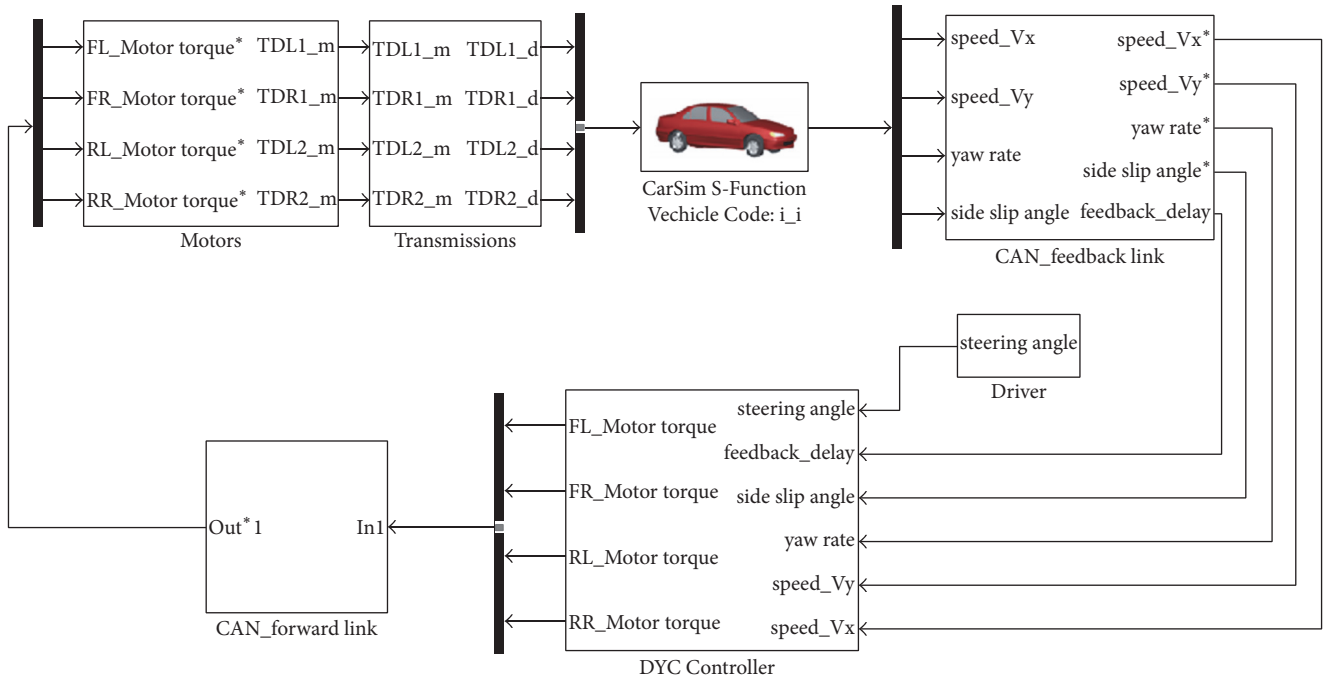 FL_Motor torque* TDL1_m
FR_Motor torque* TDR1_m
RL_Motor torque* TDL2_m
RR_Motor torque* TDR2_m
Motors
TDL1_m TDL1_d
TDR1_m TDR1_d
TDL2_m TDL2_d
TDR2_m TDR2_d
Transmissions
CarSim S-Function
Vechicle Code: i_i
speed_Vx speed_Vx*
speed_Vy speed_Vy*
yaw rate yaw rate*
side slip angle*
side slip angle feedback_delay
CAN_feedback link
steering angle
Driver
steering angle
FL_Motor torque
feedback_delay
FR_Motor torque side slip angle
yaw rate
RL_Motor torque
speed_Vy
RR_Motor torque speed_Vx
DYC Controller
Out*1 In1
CAN_forward link